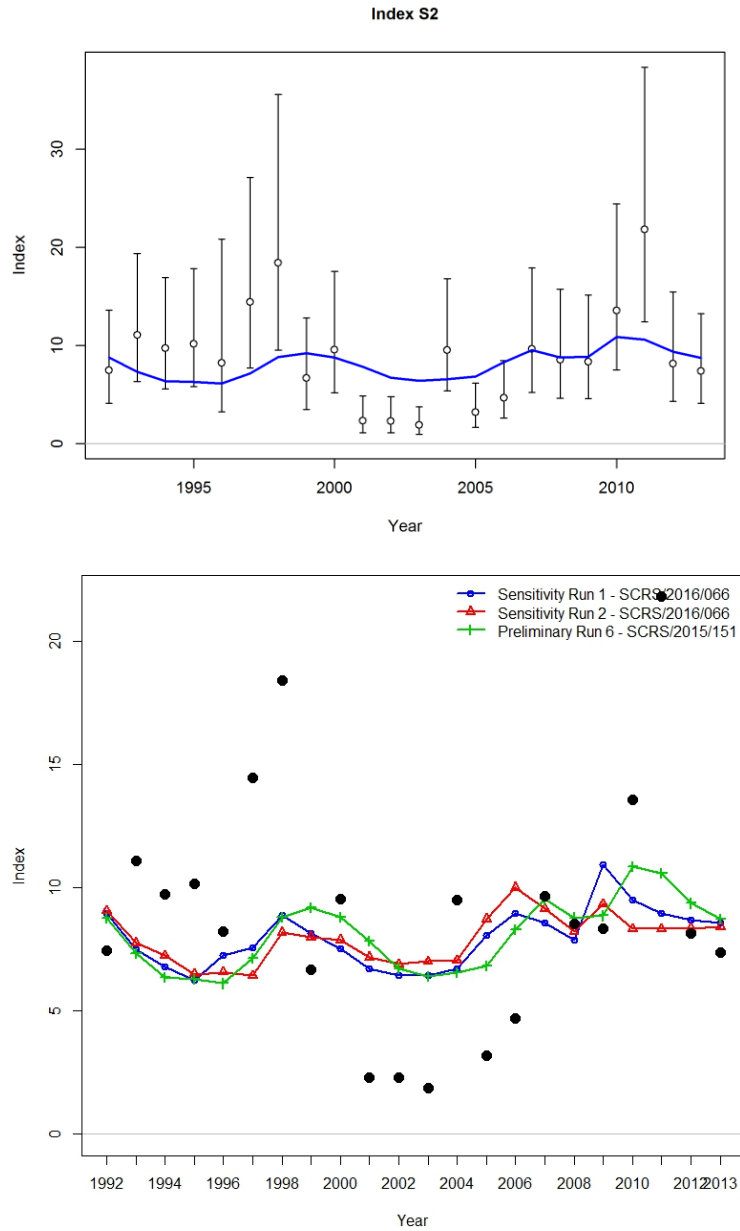 Index S2
30
20
10
0
Index
1995 2000 2005 2010
Year
Sensitivity Run 1 - SCRS/2016/066
Sensitivity Run 2 - SCRS/2016/066
Preliminary Run 6 - SCRS/2015/151
20
15
10
5
0
Index
1992 1994 1996 1998 2000 2002 2004 2006 2008 2010 2012 2013
Year